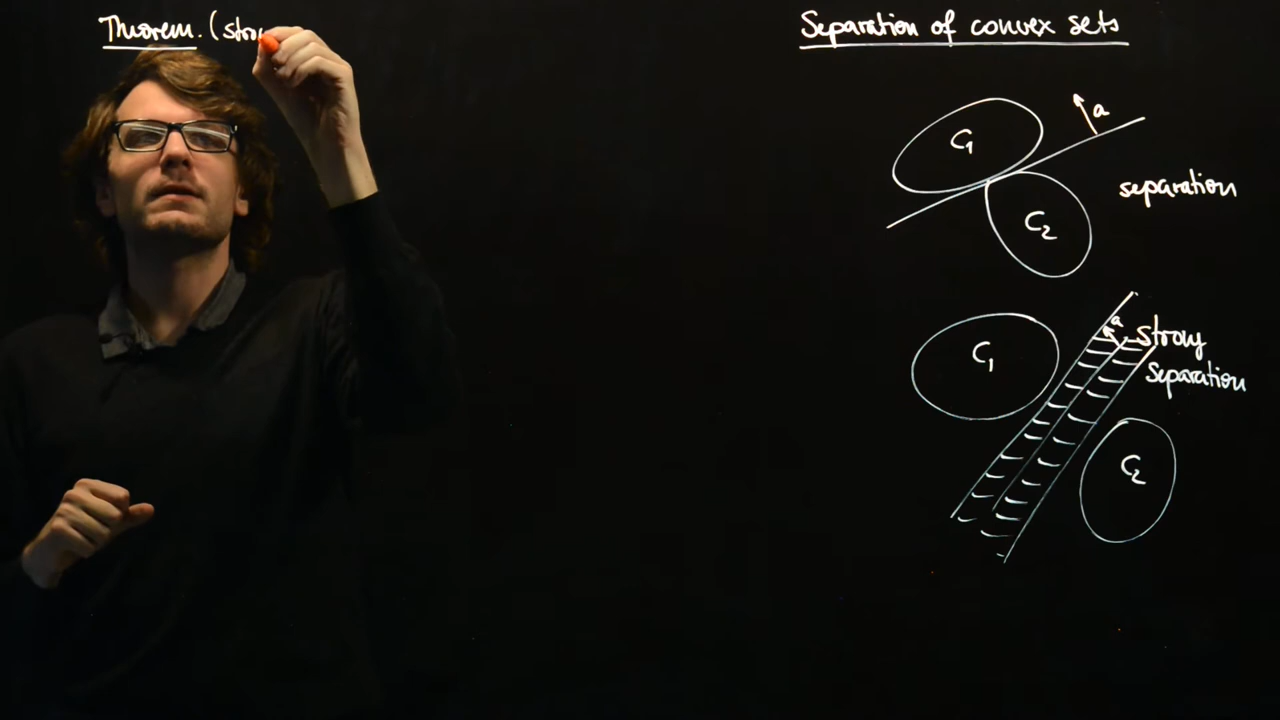 Theorem. (stro
Separation of convex sets
C₁
a
separation
C₂
a
strong
separation
C₁
C₂